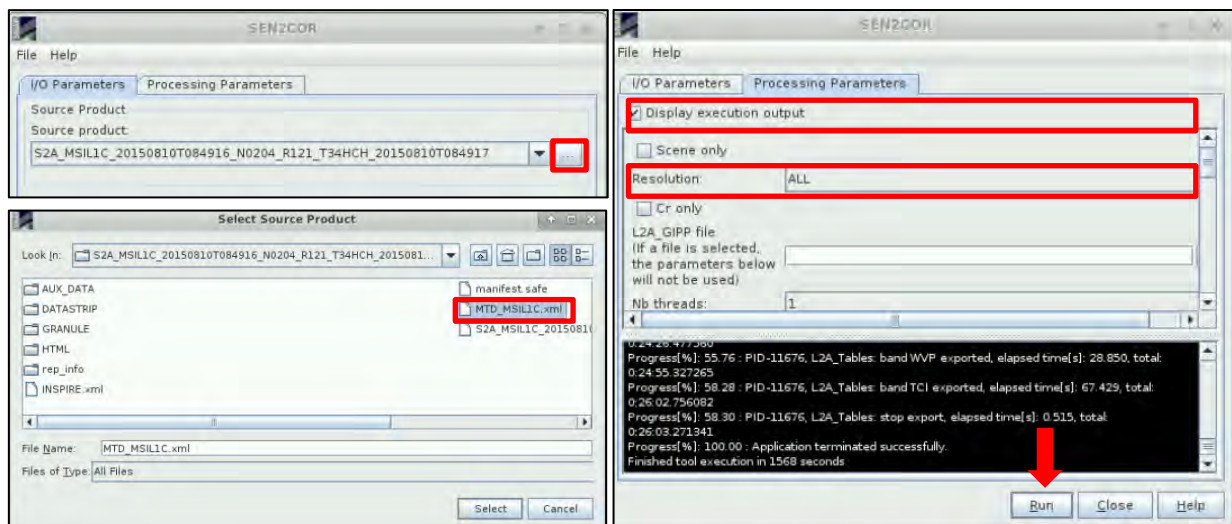 SEN2COR
File Help
I/O Parameters Processing Parameters
Source Product
Source product:
S2A_MSIL1C_20150810T084916_N0204_R121_T34HCH_20150810T084917
...
Select Source Product
Look In: S2A_MSIL1C_20150810T084916_N0204_R121_T34HCH_2015081...
AUX_DATA
DATASTRIP
GRANULE
HTML
rep_info
INSPIRE.xml
manifest safe
MTD_MSIL1C.xml
S2A_MSIL1C_2015081(
File Name: MTD_MSIL1C.xml
Files of Type: All Files
Select Cancel
SEN2COR
File Help
I/O Parameters Processing Parameters
Display execution output
Scene only
Resolution: ALL
Cr only
L2A_GIPP file
(If a file is selected,
the parameters below
will not be used)
Nb threads: 1
0:24:26.477560
Progress[%]: 55.76 : PID-11676, L2A_Tables: band WVP exported, elapsed time[s]: 28.850, total:
0:24:55.327265
Progress[%]: 58.28 : PID-11676, L2A_Tables: band TCI exported, elapsed time[s]: 67.429, total:
0:26:02.756082
Progress[%]: 58.30 : PID-11676, L2A_Tables: stop export, elapsed time[s]: 0.515, total:
0:26:03.271341
Progress[%]: 100.00 : Application terminated successfully.
Finished tool execution in 1568 seconds
Run Close Help